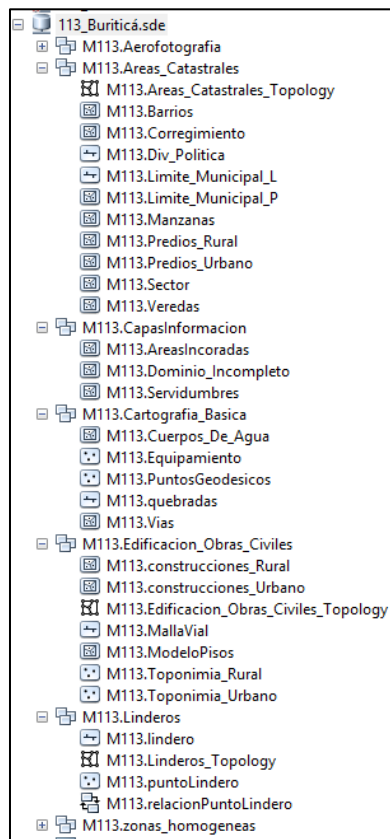 113_Buriticá.sde
M113.Aerofotografia
M113.Areas_Catastrales
M113.Areas_Catastrales_Topology
M113.Barrios
M113.Corregimiento
M113.Div_Politica
M113.Limite_Municipal_L
M113.Limite_Municipal_P
M113.Manzanas
M113.Predios_Rural
M113.Predios_Urbano
M113.Sector
M113.Veredas
M113.CapasInformacion
M113.AreasIncoradas
M113.Dominio_Incompleto
M113.Servidumbres
M113.Cartografia_Basica
M113.Cuerpos_De_Agua
M113.Equipamiento
M113.PuntosGeodesicos
M113.quebradas
M113.Vias
M113.Edificacion_Obras_Civiles
M113.construcciones_Rural
M113.construcciones_Urbano
M113.Edificacion_Obras_Civiles_Topology
M113.MallaVial
M113.ModeloPisos
M113.Toponimia_Rural
M113.Toponimia_Urbano
M113.Linderos
M113.lindero
M113.Linderos_Topology
M113.puntoLindero
M113.relacionPuntoLindero
M113.zonas_homogeneas